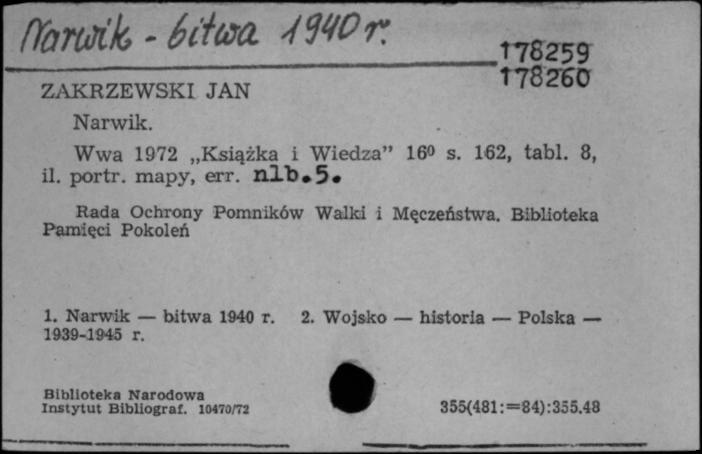 Narwik - bitwa 1940 r.
178259
178260
ZAKRZEWSKI JAN
Narwik.
Wwa 1972 „Książka i Wiedza” 16⁰ s. 162, tabl. 8,
il. portr. mapy, err. nlb.5.
Rada Ochrony Pomników Walki i Męczeństwa. Biblioteka
Pamięci Pokoleń
1. Narwik — bitwa 1940 r. 2. Wojsko — historia — Polska —
1939-1945 r.
Biblioteka Narodowa
Instytut Bibliograf. 10470/72
355(481:=84):355.48